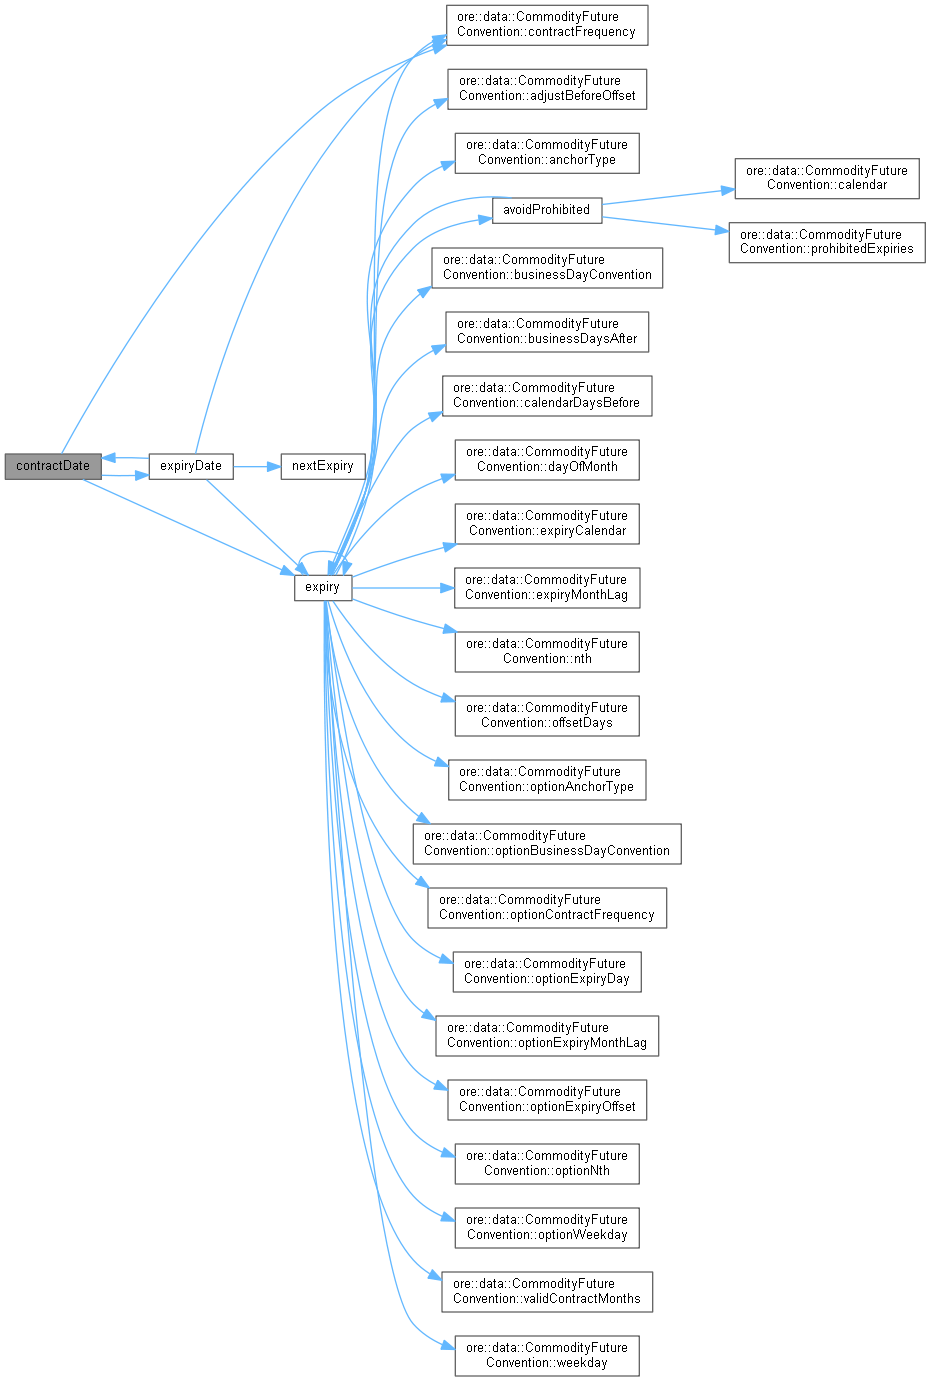 ore::data::CommodityFuture
Convention::contractFrequency
ore::data::CommodityFuture
Convention::adjustBeforeOffset
ore::data::CommodityFuture
Convention::anchorType
ore::data::CommodityFuture
Convention::calendar
avoidProhibited
ore::data::CommodityFuture
Convention::prohibitedExpiries
ore::data::CommodityFuture
Convention::businessDayConvention
ore::data::CommodityFuture
Convention::businessDaysAfter
ore::data::CommodityFuture
Convention::calendarDaysBefore
contractDate
expiryDate
nextExpiry
ore::data::CommodityFuture
Convention::dayOfMonth
ore::data::CommodityFuture
Convention::expiryCalendar
expiry
ore::data::CommodityFuture
Convention::expiryMonthLag
ore::data::CommodityFuture
Convention::nth
ore::data::CommodityFuture
Convention::offsetDays
ore::data::CommodityFuture
Convention::optionAnchorType
ore::data::CommodityFuture
Convention::optionBusinessDayConvention
ore::data::CommodityFuture
Convention::optionContractFrequency
ore::data::CommodityFuture
Convention::optionExpiryDay
ore::data::CommodityFuture
Convention::optionExpiryMonthLag
ore::data::CommodityFuture
Convention::optionExpiryOffset
ore::data::CommodityFuture
Convention::optionNth
ore::data::CommodityFuture
Convention::optionWeekday
ore::data::CommodityFuture
Convention::validContractMonths
ore::data::CommodityFuture
Convention::weekday